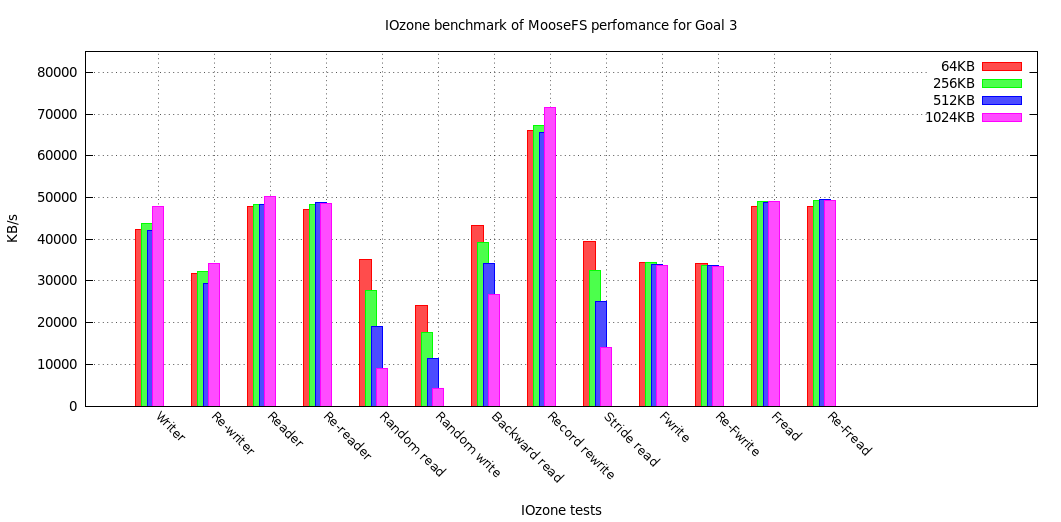 IOzone benchmark of MooseFS perfomance for Goal 3
64KB
256KB
512KB
1024KB
80000
70000
60000
50000
40000
30000
20000
10000
0
KB/s
Writer
Re-writer
Reader
Re-reader
Random read
Random write
Backward read
Record rewrite
Stride read
Fwrite
Re-Fwrite
Fread
Re-Fread
IOzone tests